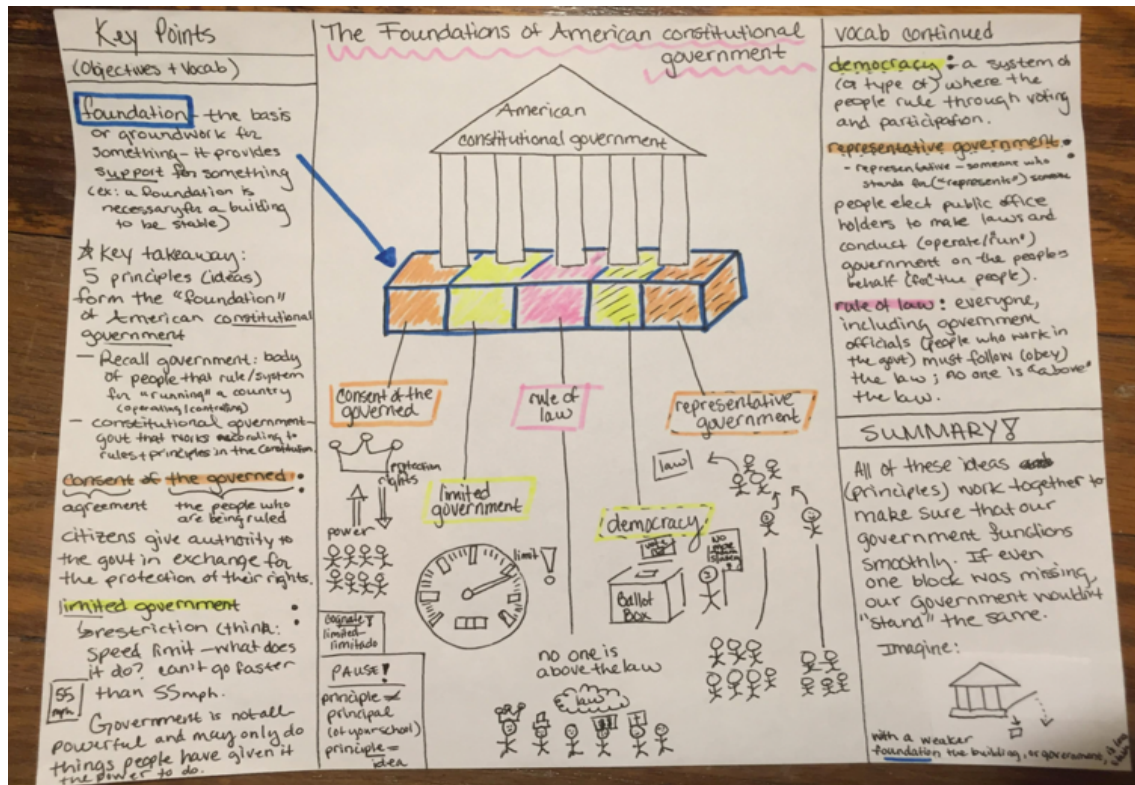 Key Points
(Objectives + Vocab)
foundation - the basis
or groundwork for
something - it provides
support for something
(ex: a foundation is
necessary for a building
to be stable)
☆ Key takeaway:
5 principles (ideas)
form the "foundation"
of American constitutional
government
- Recall government: body
of people that rule/system
for "running" a country
(operating/controlling)
- constitutional government-
govt that works according to
rules + principles in the Constitution
consent of the governed:
agreement the people who
are being ruled
citizens give authority to
the govt in exchange for
the protection of their rights.
limited government:
restriction (think:
speed limit - what does
it do? can't go faster
than 55 mph.
55
mph
Government is not all-
powerful and may only do
things people have given it
the power to do.
The Foundations of American constitutional
government
American
constitutional government
consent of the
governed
rule of
law
representative
government
limited
government
democracy
protection
rights
power
limit!
law
vote
Ballot
Box
cognate!
limited-
limitado
PAUSE!
principle ≠
principal
(of your school)
principle =
idea
no one is
above the law
law
vocab continued
democracy: a system of
(or type of) where the
people rule through voting
and participation.
representative government:
- representative - someone who
stands for ("represents") someone
people elect public office
holders to make laws and
conduct (operate/"run")
government on the people's
behalf ("for" the people).
rule of law: everyone,
including government
officials (people who work in
the govt) must follow (obey)
the law; no one is "above"
the law.
SUMMARY!
All of these ideas
(principles) work together to
make sure that our
government functions
smoothly. If even
one block was missing,
our government wouldn't
"stand" the same.
Imagine:
with a weaker
foundation the building, or government,